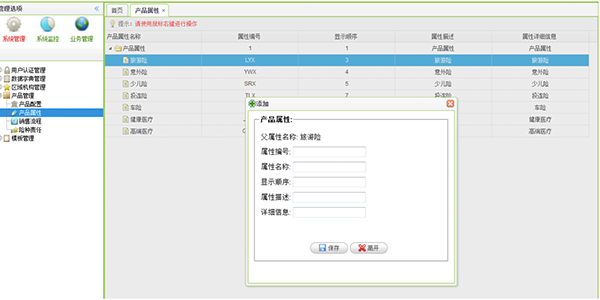 管理选项
系统管理 系统监控 业务管理
用户认证管理
数据字典管理
区域机构管理
产品管理
产品配置
产品属性
销售流程
险种责任
模板管理
首页 产品属性
提示：请使用鼠标右键进行操作
产品属性名称 属性编号 显示顺序 属性描述 属性详细信息
产品属性 1 1 产品属性 产品属性
旅游险 LYX 3 旅游险 旅游险
意外险 YWX 4 意外险 意外险
少儿险 SRX 5 少儿险 少儿险
投连险 TLX 7 投连险 投连险
车险 车险
健康医疗 健康医疗
高端医疗 高端医疗
添加
产品属性:
父属性名称: 旅游险
属性编号:
属性名称:
显示顺序:
属性描述:
详细信息:
保存 离开